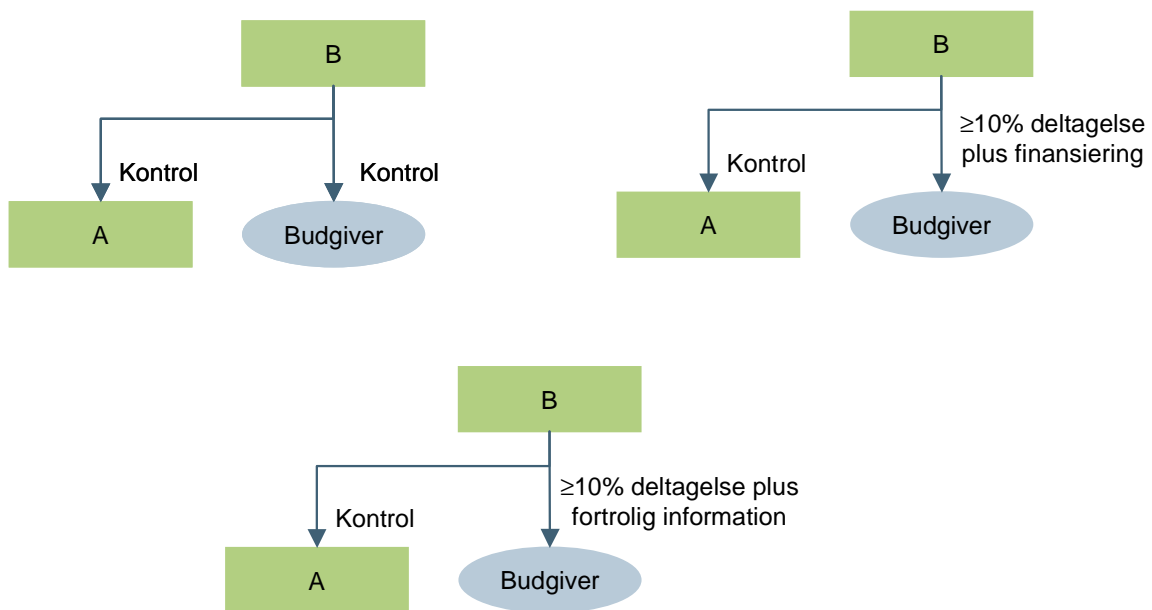 B
Kontrol
Kontrol
A
Budgiver
B
≥10% deltagelse
plus finansiering
Kontrol
A
Budgiver
B
≥10% deltagelse plus
fortrolig information
Kontrol
A
Budgiver